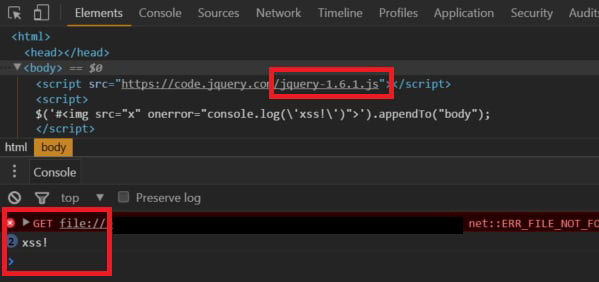 Elements Console Sources Network Timeline Profiles Application Security Audits
<html>
<head></head>
<body> == $0
<script src="https://code.jquery.com/jquery-1.6.1.js"></script>
<script>
$('#<img src="x" onerror="console.log(\'xss!\')">').appendTo("body");
</script>
html body
Console
top Preserve log
GET file:// net::ERR_FILE_NOT_FO
2 xss!